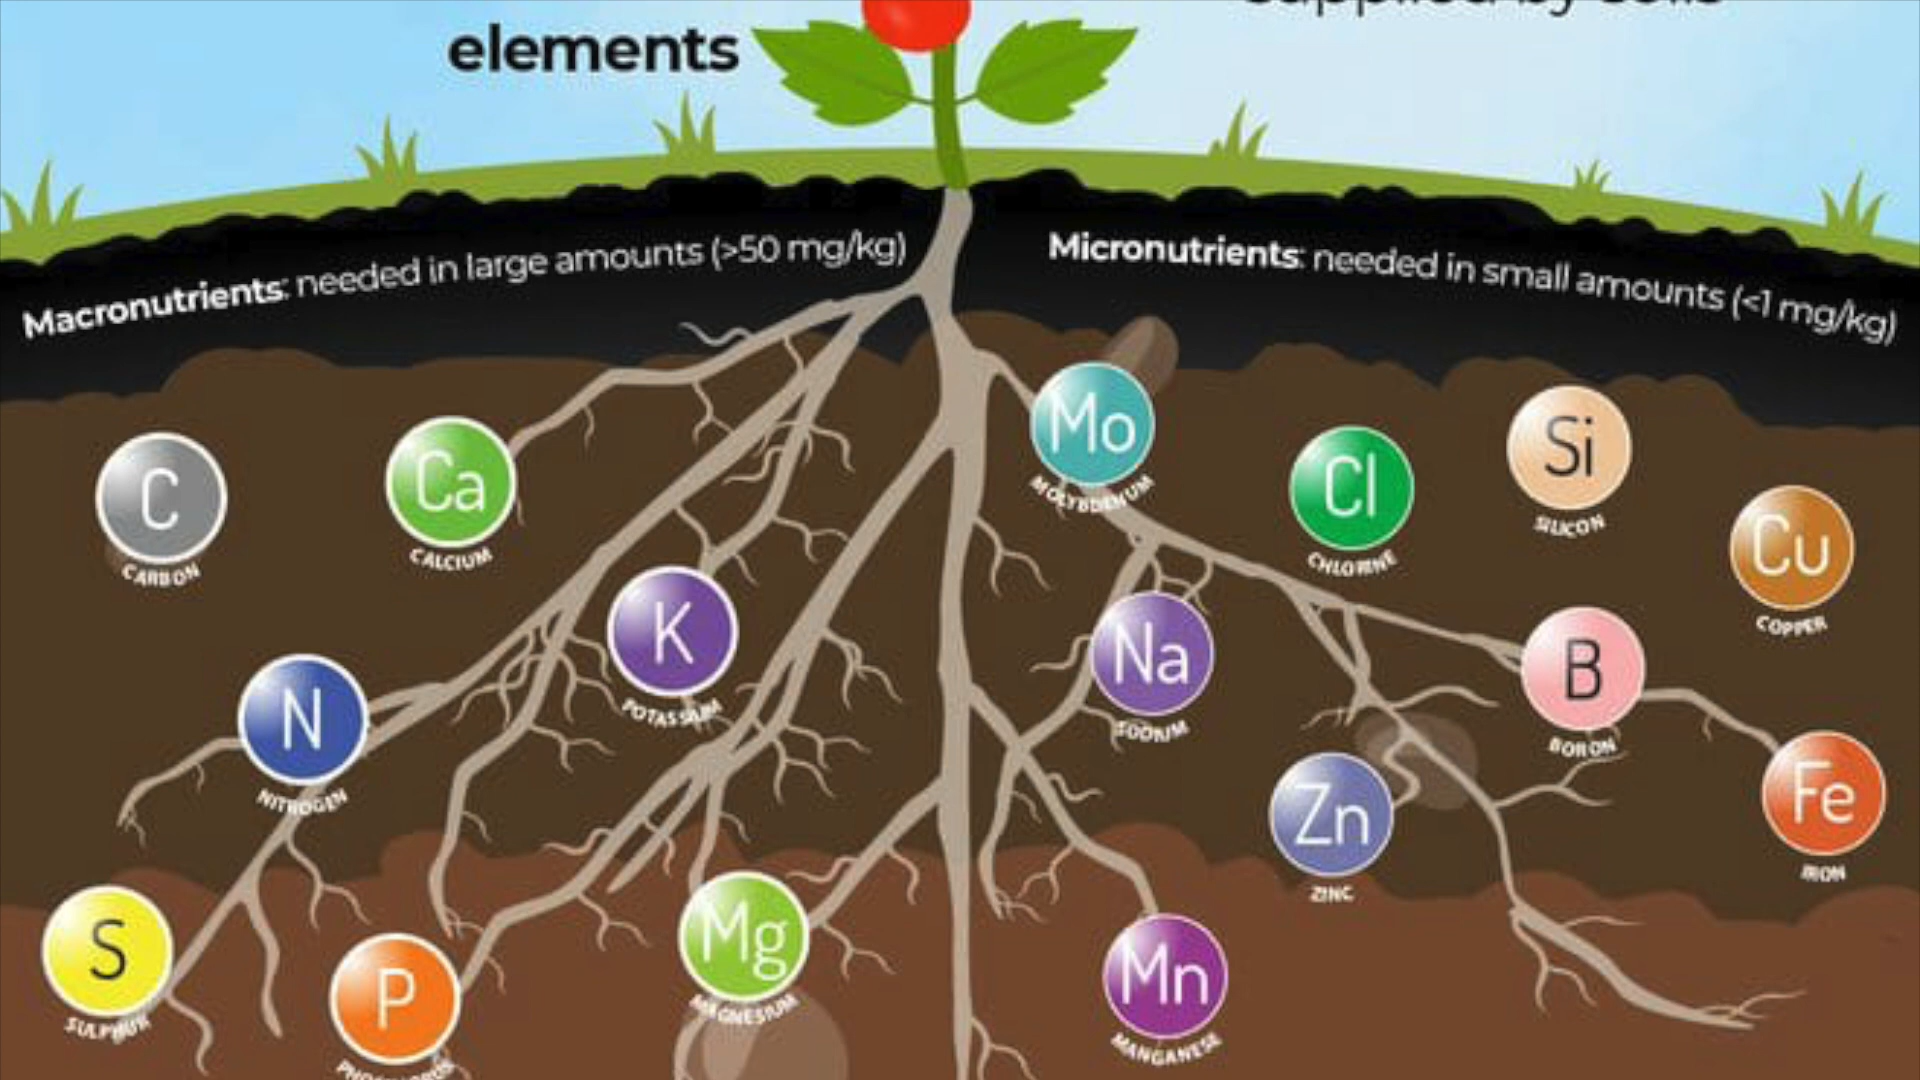 elements
Macronutrients: needed in large amounts (>50 mg/kg)
Micronutrients: needed in small amounts (<1 mg/kg)
C
CARBON
Ca
CALCIUM
K
POTASSIUM
N
NITROGEN
S
SULPHUR
P
Mg
MAGNESIUM
Mo
MOLYBDENUM
Cl
CHLORINE
Si
SILICON
Cu
COPPER
Na
SODIUM
B
BORON
Zn
ZINC
Fe
IRON
Mn
MANGANESE